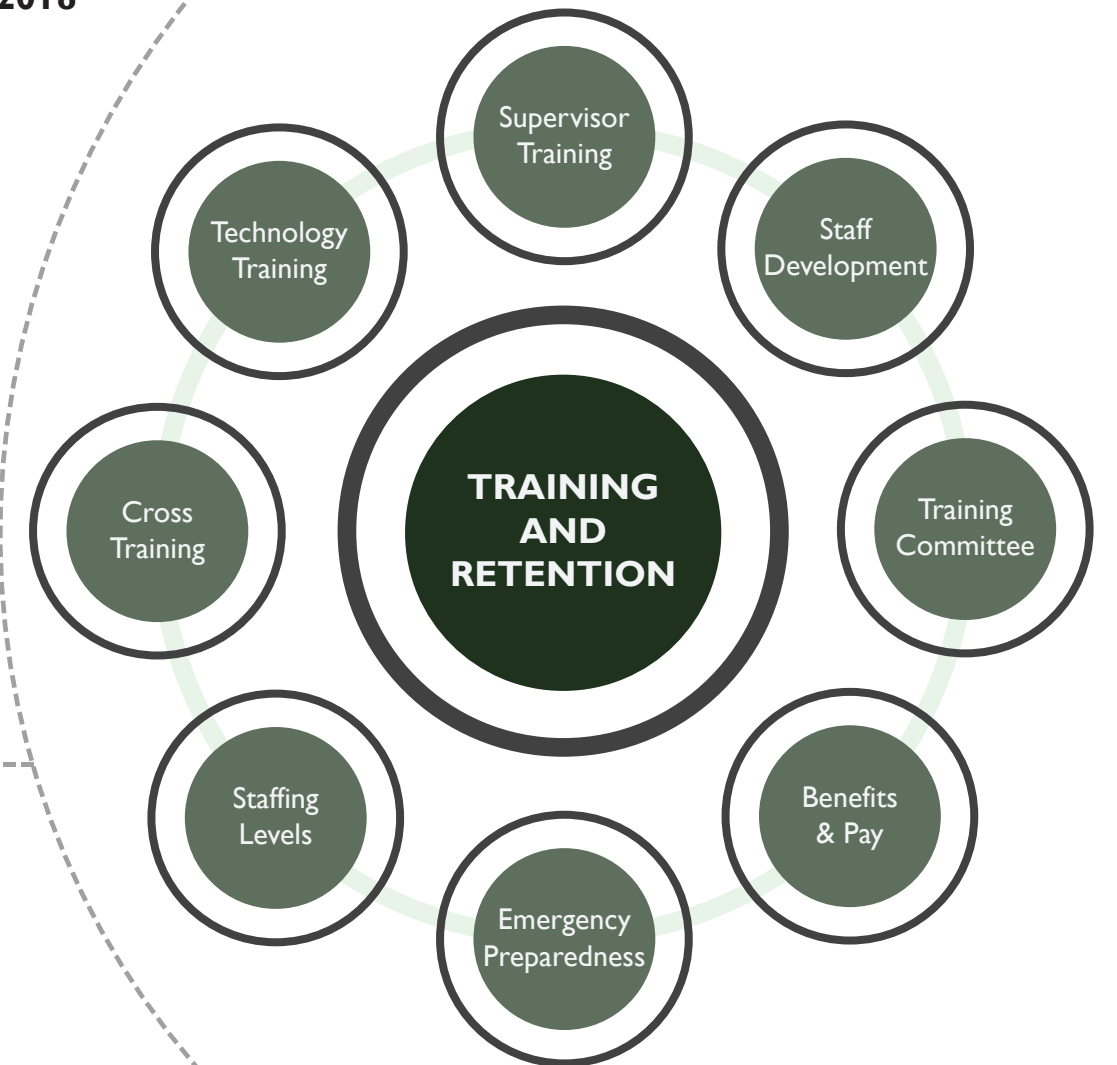 2018
Supervisor
Training
Staff
Development
Training
Committee
Benefits
& Pay
Emergency
Preparedness
Staffing
Levels
Cross
Training
Technology
Training
TRAINING
AND
RETENTION